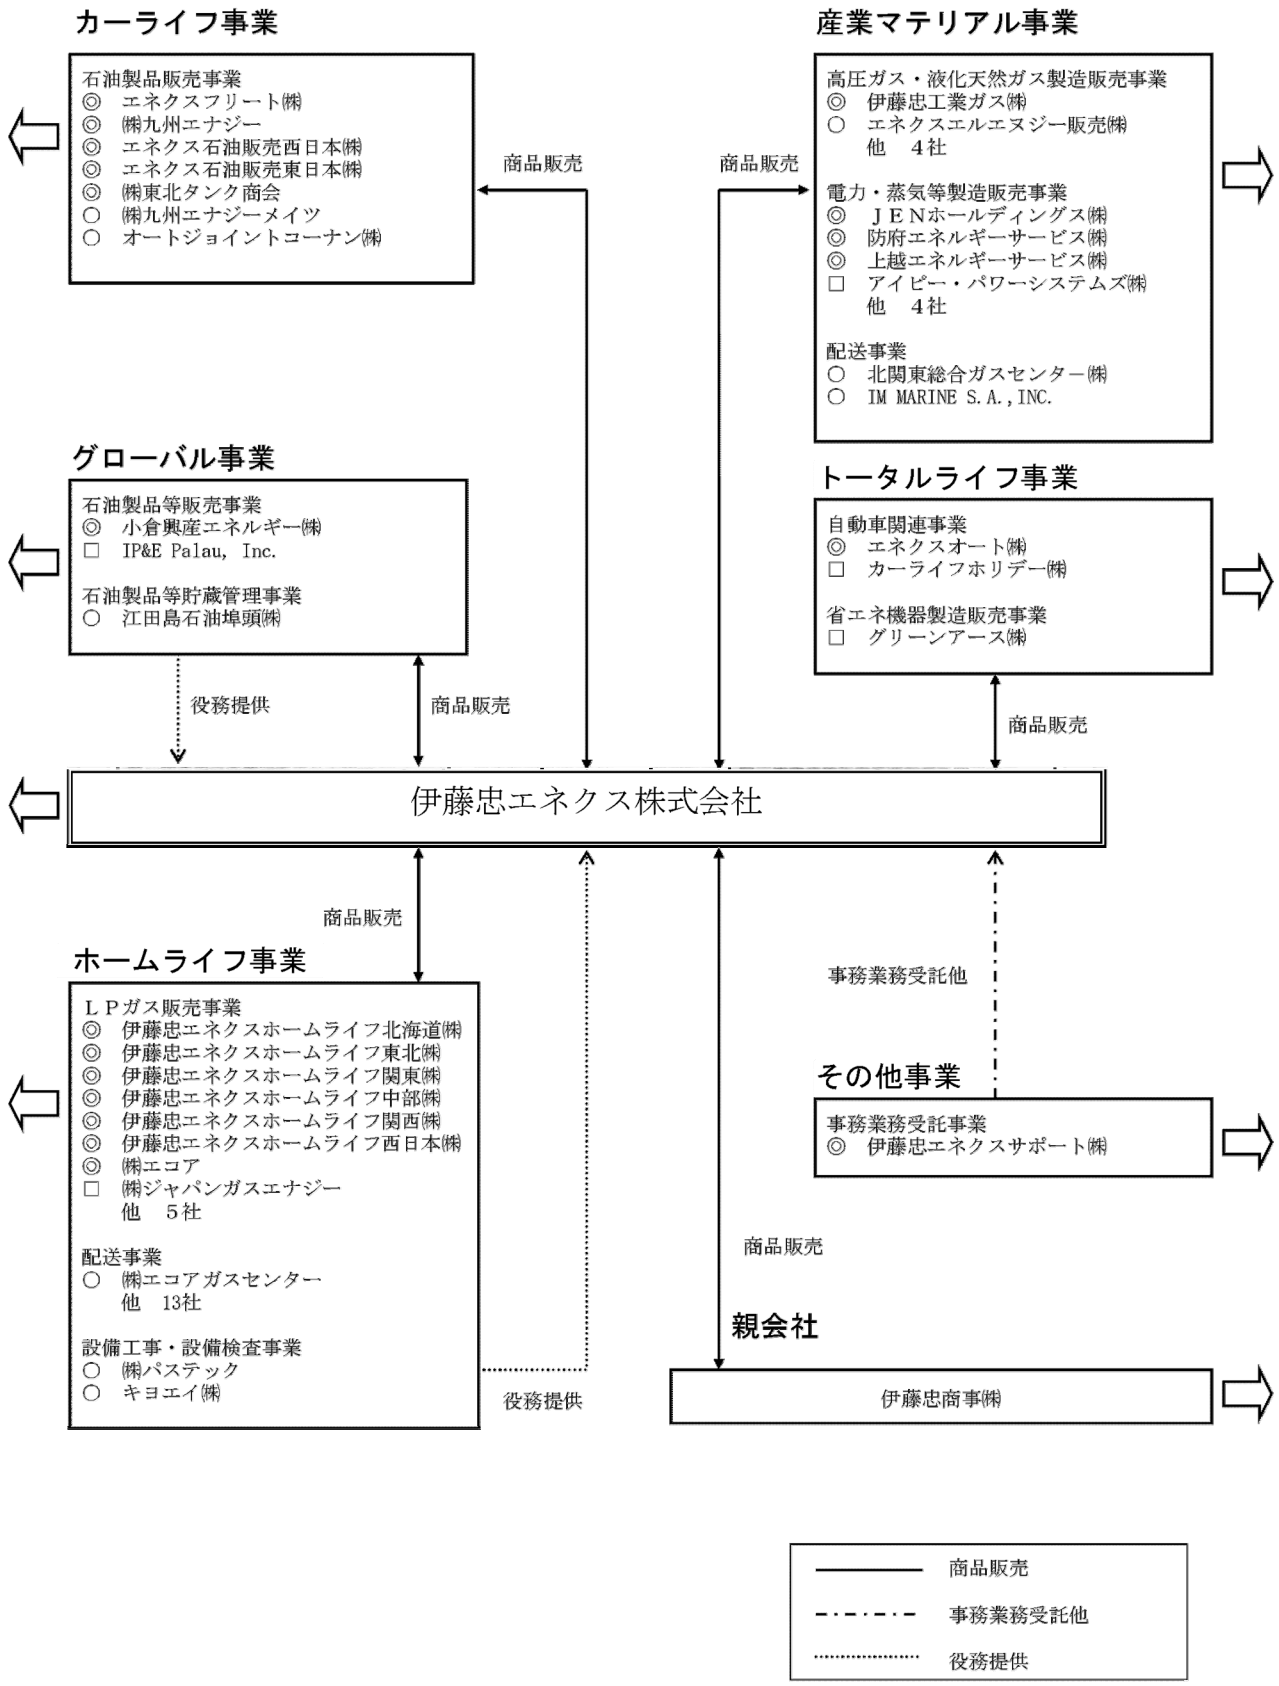 カーライフ事業
石油製品販売事業
◎ エネクスフリート㈱
◎ ㈱九州エナジー
◎ エネクス石油販売西日本㈱
◎ エネクス石油販売東日本㈱
◎ ㈱東北タンク商会
○ ㈱九州エナジーメイツ
○ オートジョイントコーナン㈱
商品販売
産業マテリアル事業
高圧ガス・液化天然ガス製造販売事業
◎ 伊藤忠工業ガス㈱
○ エネクスエルエヌジー販売㈱
他 4社
電力・蒸気等製造販売事業
◎ JENホールディングス㈱
◎ 防府エネルギーサービス㈱
◎ 上越エネルギーサービス㈱
□ アイピー・パワーシステムズ㈱
他 4社
配送事業
○ 北関東総合ガスセンター㈱
○ IM MARINE S.A.,INC.
商品販売
グローバル事業
石油製品等販売事業
◎ 小倉興産エネルギー㈱
□ IP&E Palau, Inc.
石油製品等貯蔵管理事業
○ 江田島石油埠頭㈱
役務提供
商品販売
トータルライフ事業
自動車関連事業
◎ エネクスオート㈱
□ カーライフホリデー㈱
省エネ機器製造販売事業
□ グリーンアース㈱
商品販売
伊藤忠エネクス株式会社
商品販売
ホームライフ事業
LPガス販売事業
◎ 伊藤忠エネクスホームライフ北海道㈱
◎ 伊藤忠エネクスホームライフ東北㈱
◎ 伊藤忠エネクスホームライフ関東㈱
◎ 伊藤忠エネクスホームライフ中部㈱
◎ 伊藤忠エネクスホームライフ関西㈱
◎ 伊藤忠エネクスホームライフ西日本㈱
◎ ㈱エコア
□ ㈱ジャパンガスエナジー
他 5社
配送事業
○ ㈱エコアガスセンター
他 13社
設備工事・設備検査事業
○ ㈱パステック
○ キヨエイ㈱
役務提供
事務業務受託他
その他事業
事務業務受託事業
◎ 伊藤忠エネクスサポート㈱
商品販売
親会社
伊藤忠商事㈱
商品販売
事務業務受託他
役務提供